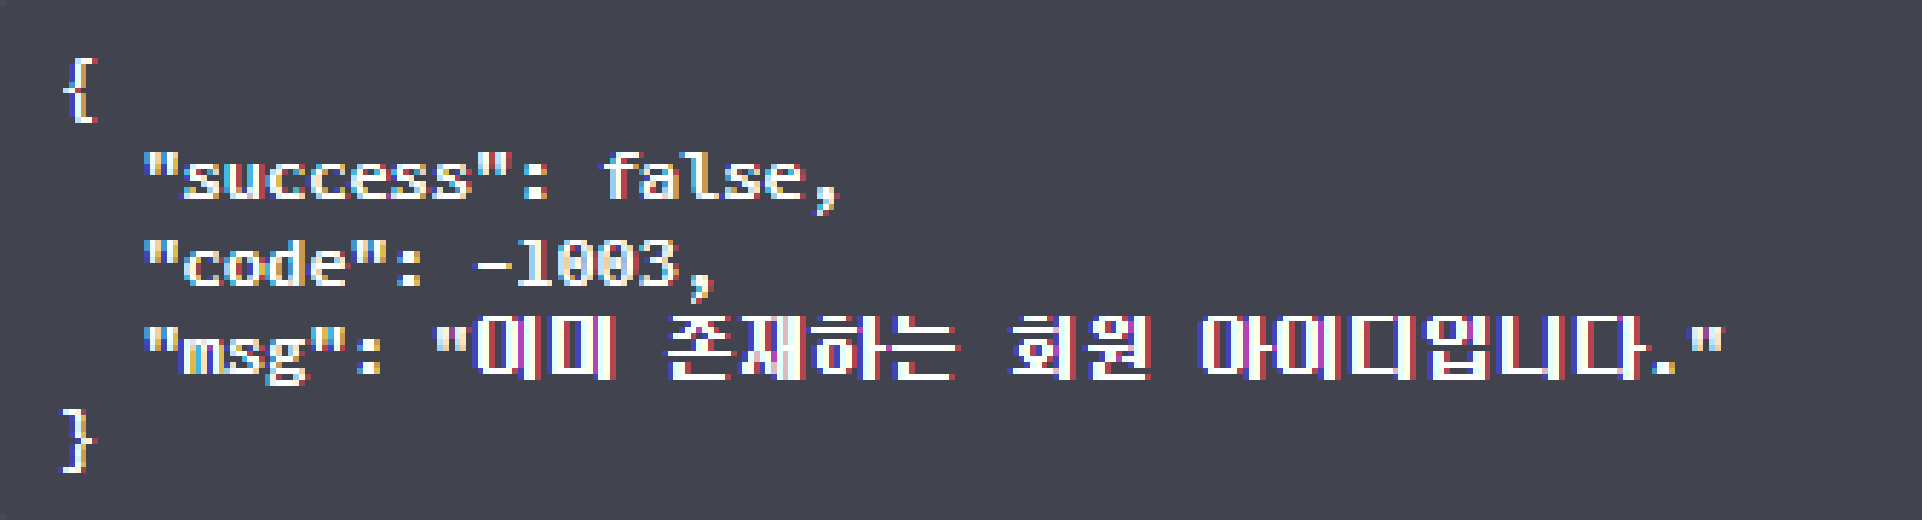 {
  "success": false,
  "code": -1003,
  "msg": "이미 존재하는 회원 아이디입니다."
}